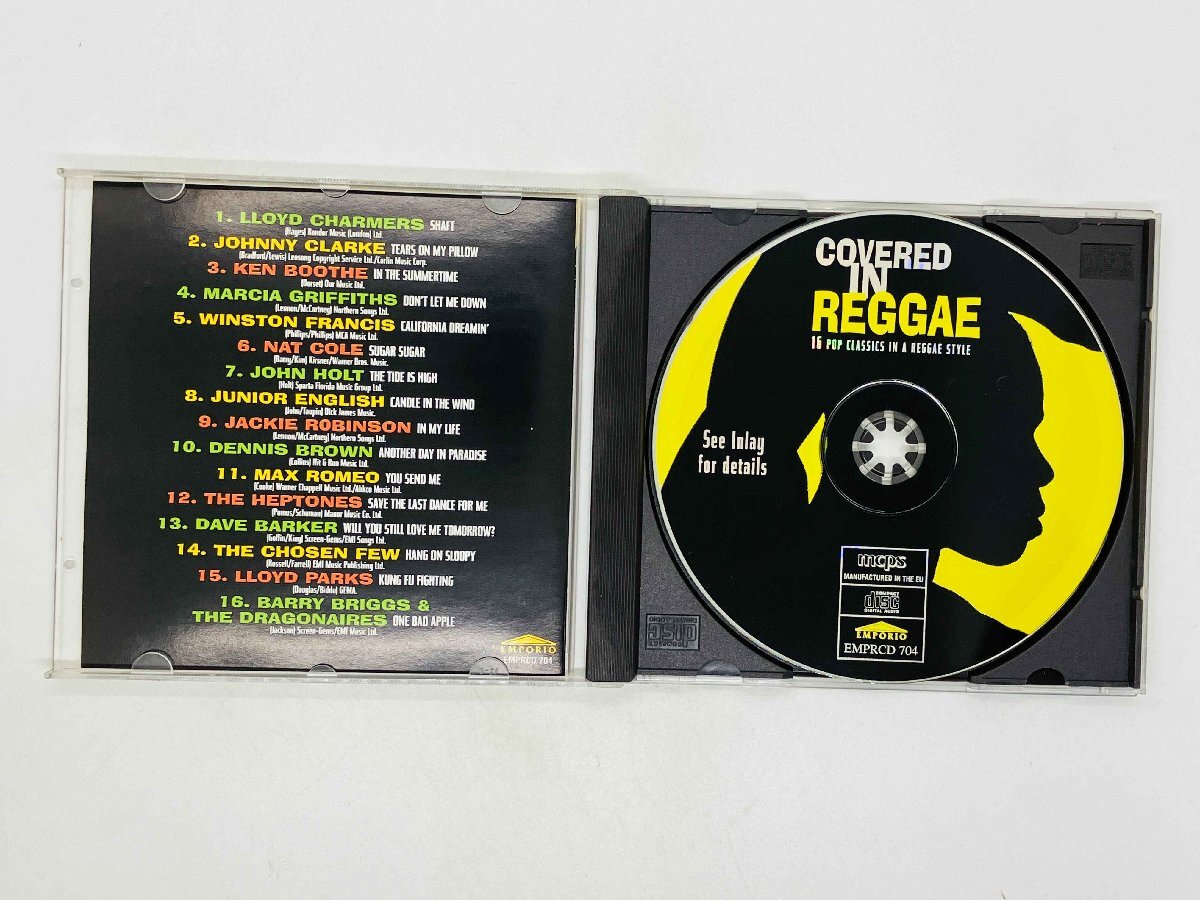 1. LLOYD CHARMERS SHAFT
(Hayes) Rondor Music (London) Ltd.
2. JOHNNY CLARKE TEARS ON MY PILLOW
(Bradford/Lewis) Leosong Copyright Service Ltd./Carlin Music Corp.
3. KEN BOOTHE IN THE SUMMERTIME
(Dorset) Our Music Ltd.
4. MARCIA GRIFFITHS DON'T LET ME DOWN
(Lennon/McCartney) Northern Songs Ltd.
5. WINSTON FRANCIS CALIFORNIA DREAMIN'
(Phillips/Phillips) MCA Music Ltd.
6. NAT COLE SUGAR SUGAR
(Barry/Kim) Kirsner/Warner Bros. Music.
7. JOHN HOLT THE TIDE IS HIGH
(Holt) Sparta Florida Music Group Ltd.
8. JUNIOR ENGLISH CANDLE IN THE WIND
(John/Taupin) Dick James Music.
9. JACKIE ROBINSON IN MY LIFE
(Lennon/McCartney) Northern Songs Ltd.
10. DENNIS BROWN ANOTHER DAY IN PARADISE
(Collins) Hit & Run Music Ltd.
11. MAX ROMEO YOU SEND ME
(Cooke) Warner Chappell Music Ltd./Abkco Music Ltd.
12. THE HEPTONES SAVE THE LAST DANCE FOR ME
(Pomus/Schuman) Manor Music Co. Ltd.
13. DAVE BARKER WILL YOU STILL LOVE ME TOMORROW?
(Goffin/King) Screen-Gems/EMI Songs Ltd.
14. THE CHOSEN FEW HANG ON SLOOPY
(Russell/Farrell) EMI Music Publishing Ltd.
15. LLOYD PARKS KUNG FU FIGHTING
(Douglas/Biddu) GEMA.
16. BARRY BRIGGS &
THE DRAGONAIRES ONE BAD APPLE
(Jackson) Screen-Gems/EMI Music Ltd.
EMPORIO
EMPRCD 704
COVERED
IN
REGGAE
16 POP CLASSICS IN A REGGAE STYLE
See Inlay
for details
mcps
MANUFACTURED IN THE EU
COMPACT
disc
DIGITAL AUDIO
EMPORIO
EMPRCD 704